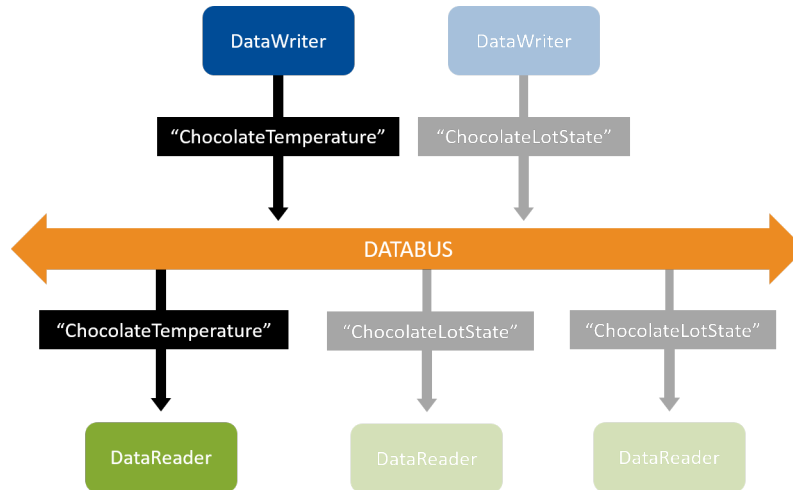 DataWriter
DataWriter
“ChocolateTemperature”
“ChocolateLotState”
DATABUS
“ChocolateTemperature”
“ChocolateLotState”
“ChocolateLotState”
DataReader
DataReader
DataReader